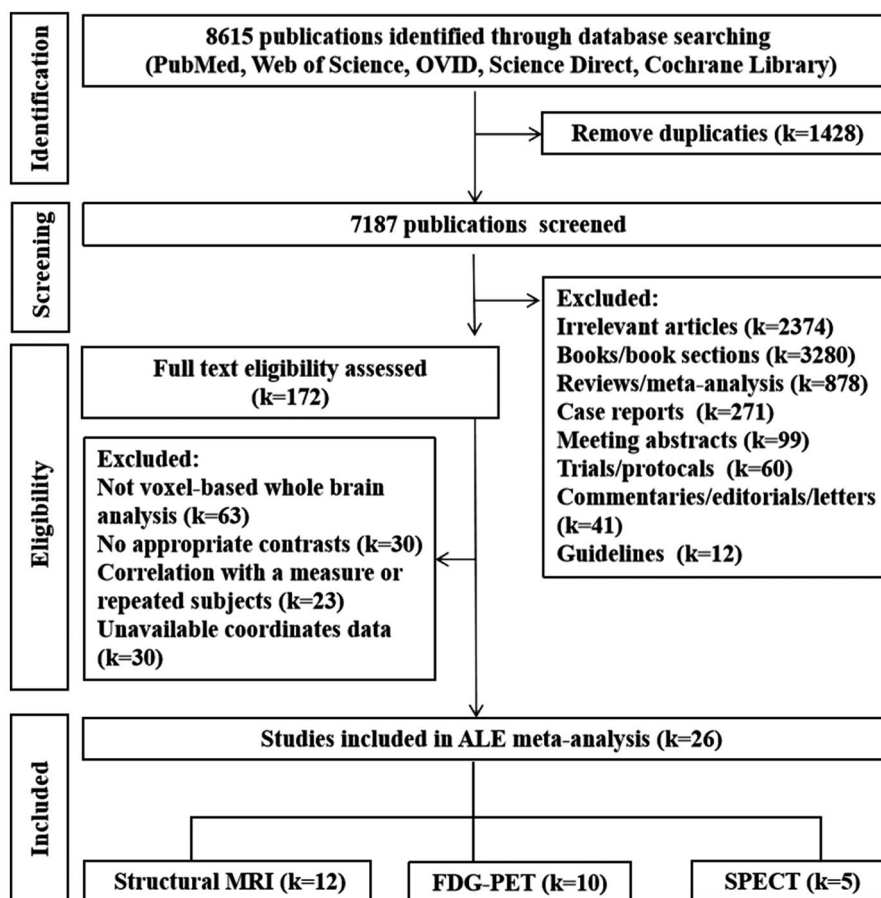 Identification
8615 publications identified through database searching
(PubMed, Web of Science, OVID, Science Direct, Cochrane Library)
Remove duplicaties (k=1428)
Screening
7187 publications screened
Excluded:
Irrelevant articles (k=2374)
Books/book sections (k=3280)
Reviews/meta-analysis (k=878)
Case reports (k=271)
Meeting abstracts (k=99)
Trials/protocals (k=60)
Commentaries/editorials/letters
(k=41)
Guidelines (k=12)
Eligibility
Full text eligibility assessed
(k=172)
Excluded:
Not voxel-based whole brain
analysis (k=63)
No appropriate contrasts (k=30)
Correlation with a measure or
repeated subjects (k=23)
Unavailable coordinates data
(k=30)
Included
Studies included in ALE meta-analysis (k=26)
Structural MRI (k=12)
FDG-PET (k=10)
SPECT (k=5)